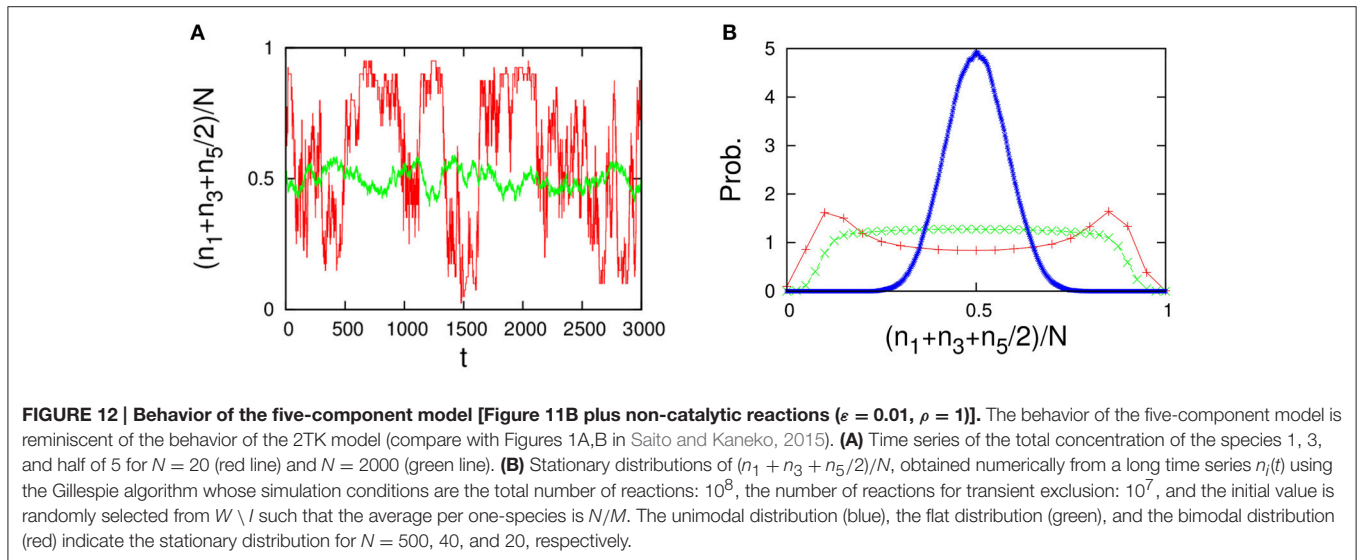 A
(n1+n3+n5/2)/N
1
0.5
0
0 500 1000 1500 2000 2500 3000
t
B
Prob.
5
4
3
2
1
0
0 0.5 1
(n1+n3+n5/2)/N
FIGURE 12 | Behavior of the five-component model [Figure 11B plus non-catalytic reactions (ε = 0.01, ρ = 1)]. The behavior of the five-component model is
reminiscent of the behavior of the 2TK model (compare with Figures 1A,B in Saito and Kaneko, 2015). (A) Time series of the total concentration of the species 1, 3,
and half of 5 for N = 20 (red line) and N = 2000 (green line). (B) Stationary distributions of (n1 + n3 + n5/2)/N, obtained numerically from a long time series ni(t) using
the Gillespie algorithm whose simulation conditions are the total number of reactions: 10⁸, the number of reactions for transient exclusion: 10⁷, and the initial value is
randomly selected from W \ I such that the average per one-species is N/M. The unimodal distribution (blue), the flat distribution (green), and the bimodal distribution
(red) indicate the stationary distribution for N = 500, 40, and 20, respectively.